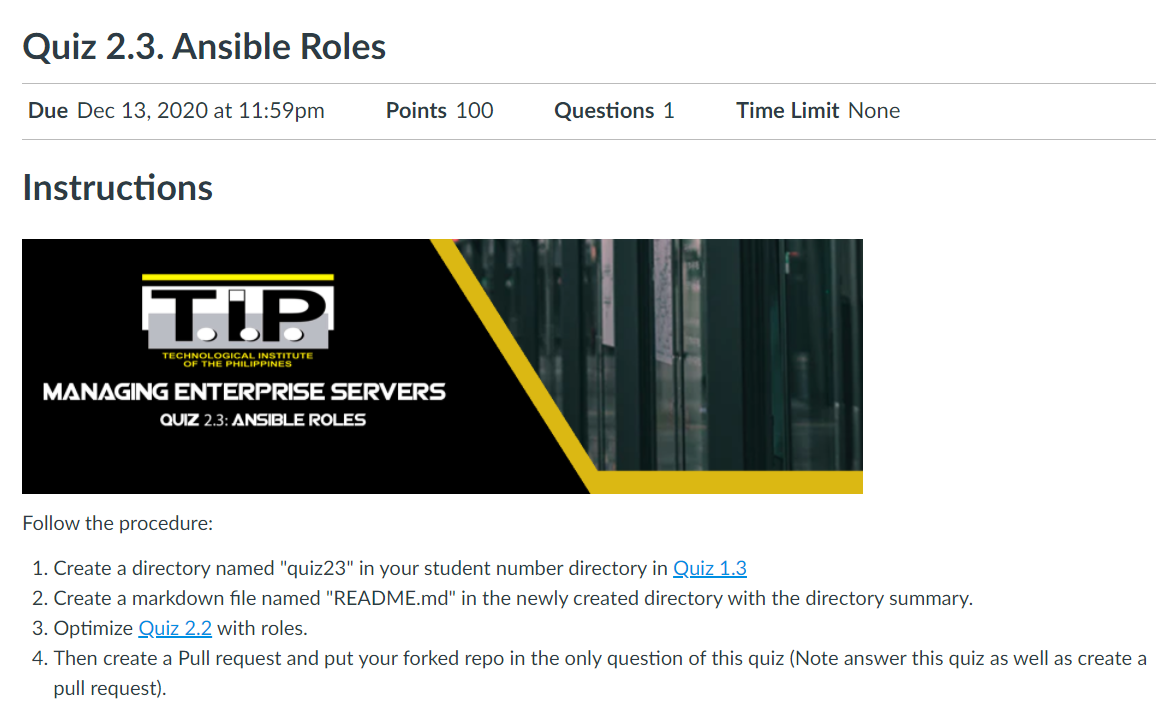 Quiz 2.3. Ansible Roles
Due Dec 13, 2020 at 11:59pm Points 100 Questions 1 Time Limit None
Instructions
T.I.P.
TECHNOLOGICAL INSTITUTE
OF THE PHILIPPINES
MANAGING ENTERPRISE SERVERS
QUIZ 2.3: ANSIBLE ROLES
Follow the procedure:
1. Create a directory named "quiz23" in your student number directory in Quiz 1.3
2. Create a markdown file named "README.md" in the newly created directory with the directory summary.
3. Optimize Quiz 2.2 with roles.
4. Then create a Pull request and put your forked repo in the only question of this quiz (Note answer this quiz as well as create a
pull request).